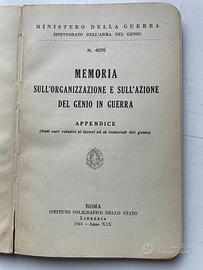 MINISTERO DELLA GUERRA
ISPETTORATO DELL'ARMA DEL GENIO
N. 4070
MEMORIA
SULL'ORGANIZZAZIONE E SULL'AZIONE
DEL GENIO IN GUERRA
APPENDICE
(Dati vari relativi ai lavori ed ai materiali del genio)
ROMA
ISTITUTO POLIGRAFICO DELLO STATO
LIBRERIA
1941 - Anno XIX
subito